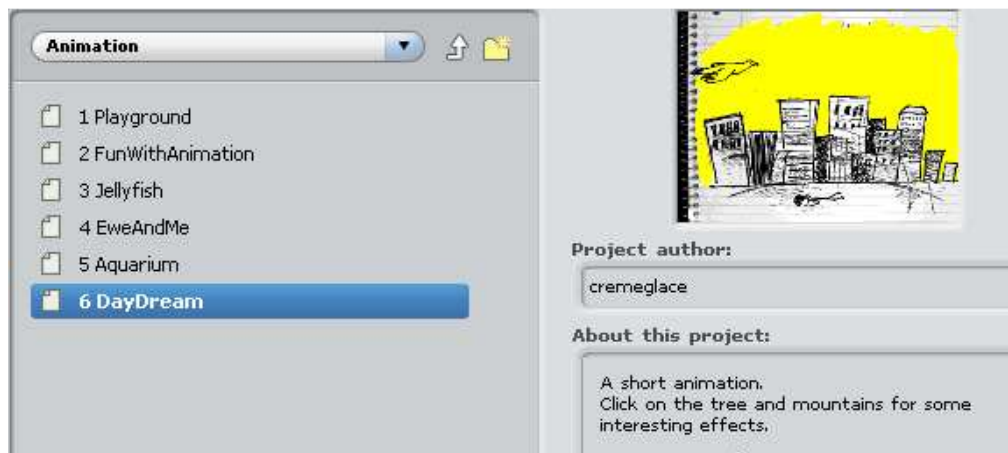 Animation
1 Playground
2 FunWithAnimation
3 Jellyfish
4 EweAndMe
5 Aquarium
6 DayDream
Project author:
cremeglace
About this project:
A short animation.
Click on the tree and mountains for some
interesting effects.